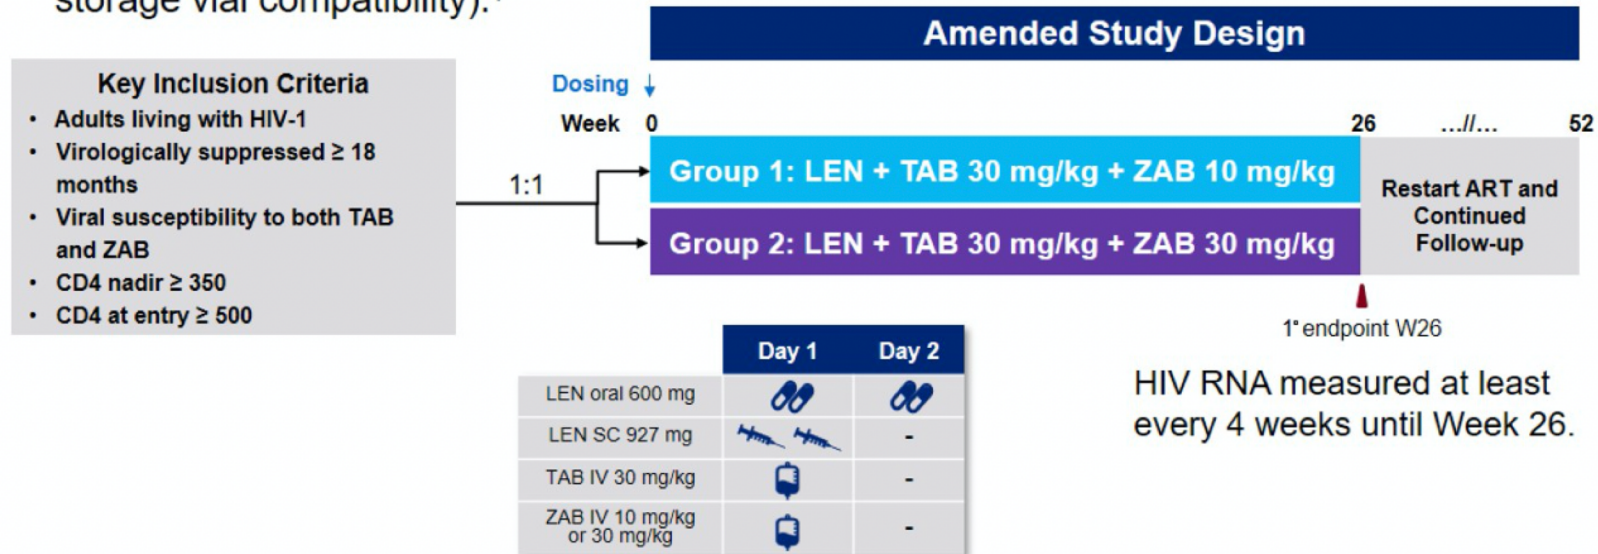 storage vial compatibility).
Amended Study Design
Key Inclusion Criteria
• Adults living with HIV-1
• Virologically suppressed ≥ 18
months
• Viral susceptibility to both TAB
and ZAB
• CD4 nadir ≥ 350
• CD4 at entry ≥ 500
Dosing
Week 0 26 ...//... 52
1:1
Group 1: LEN + TAB 30 mg/kg + ZAB 10 mg/kg
Group 2: LEN + TAB 30 mg/kg + ZAB 30 mg/kg
Restart ART and
Continued
Follow-up
1° endpoint W26
HIV RNA measured at least
every 4 weeks until Week 26.
Day 1 Day 2
LEN oral 600 mg
LEN SC 927 mg -
TAB IV 30 mg/kg -
ZAB IV 10 mg/kg
or 30 mg/kg -